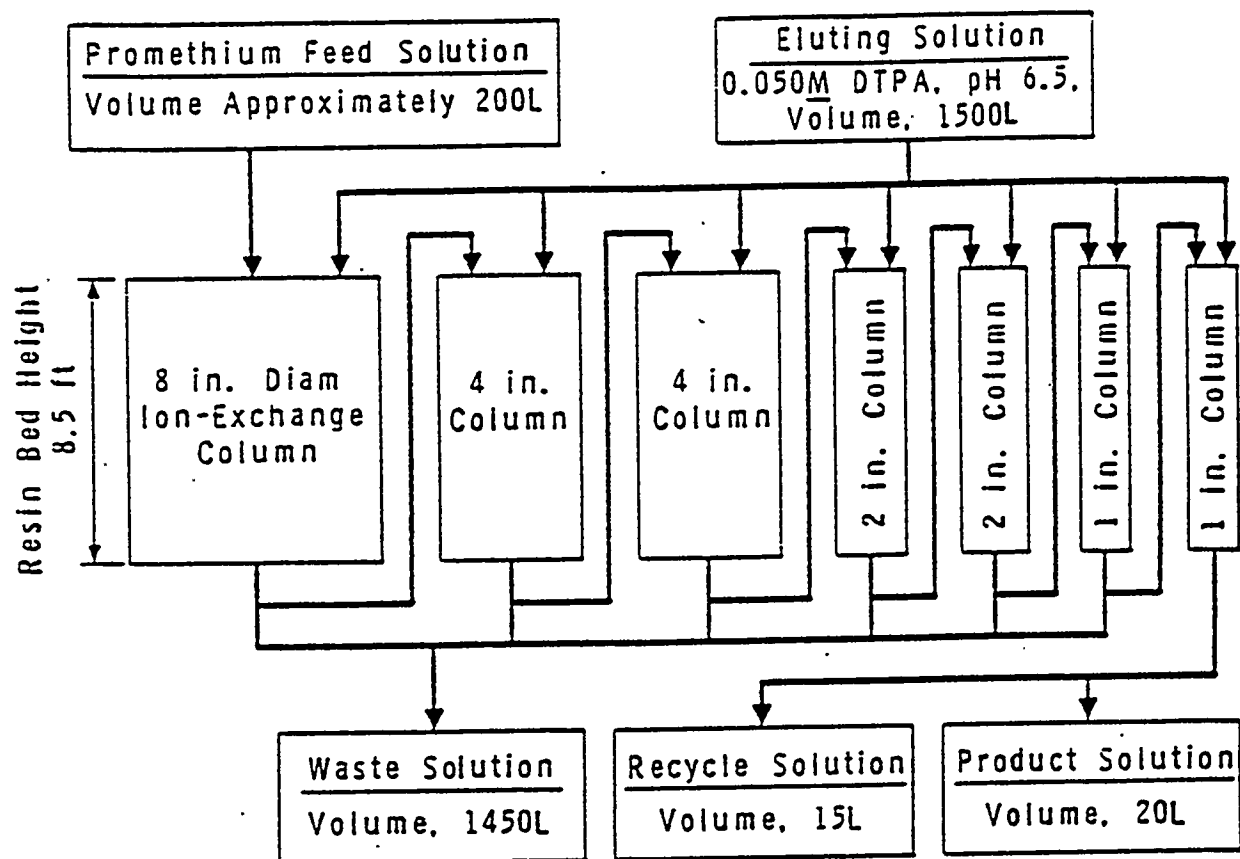 Promethium Feed Solution
Volume Approximately 200L
Eluting Solution
0.050M DTPA, pH 6.5,
Volume, 1500L
Resin Bed Height
8.5 ft
8 in. Diam
Ion-Exchange
Column
4 in.
Column
4 in.
Column
2 in. Column
2 in. Column
1 in. Column
1 in. Column
Waste Solution
Volume, 1450L
Recycle Solution
Volume, 15L
Product Solution
Volume, 20L